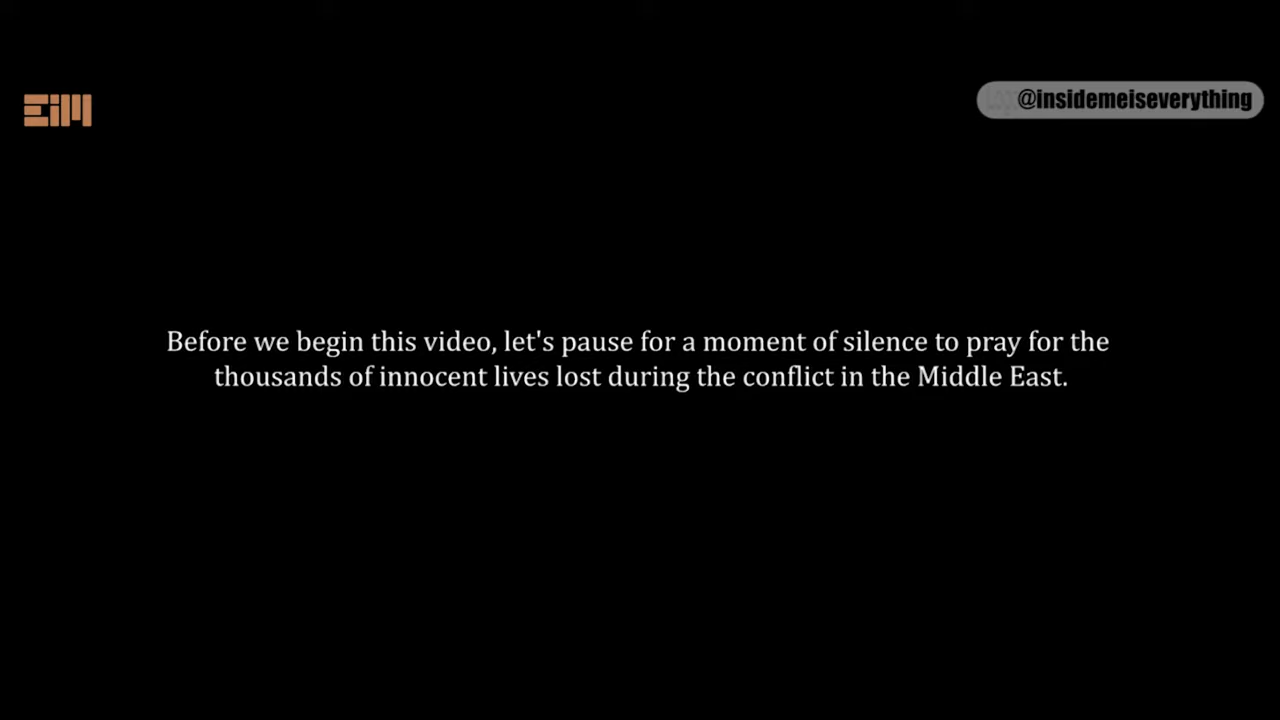 EiM
@insidemeiseverything
Before we begin this video, let's pause for a moment of silence to pray for the
thousands of innocent lives lost during the conflict in the Middle East.